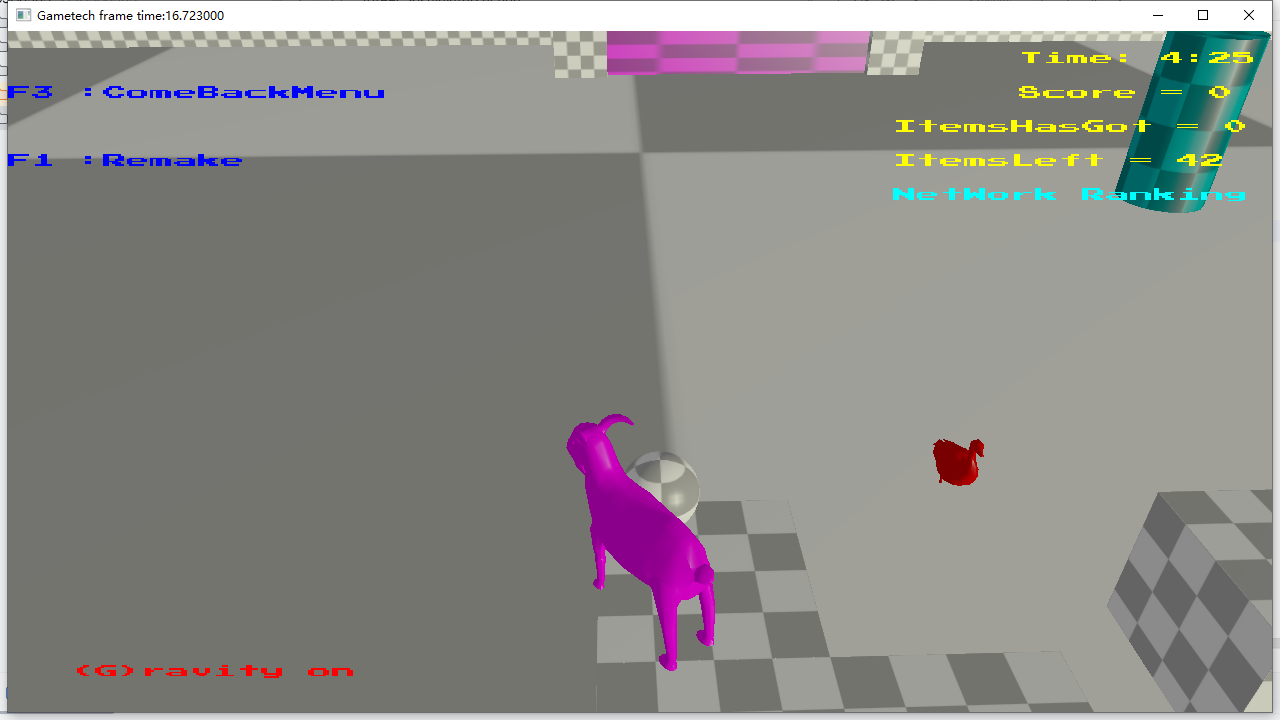 Gametech frame time:16.723000
Time: 4:25
F3 :ComeBackMenu
Score = 0
ItemsHasGot = 0
F1 :Remake
ItemsLeft = 42
NetWork Ranking
(G)ravity on